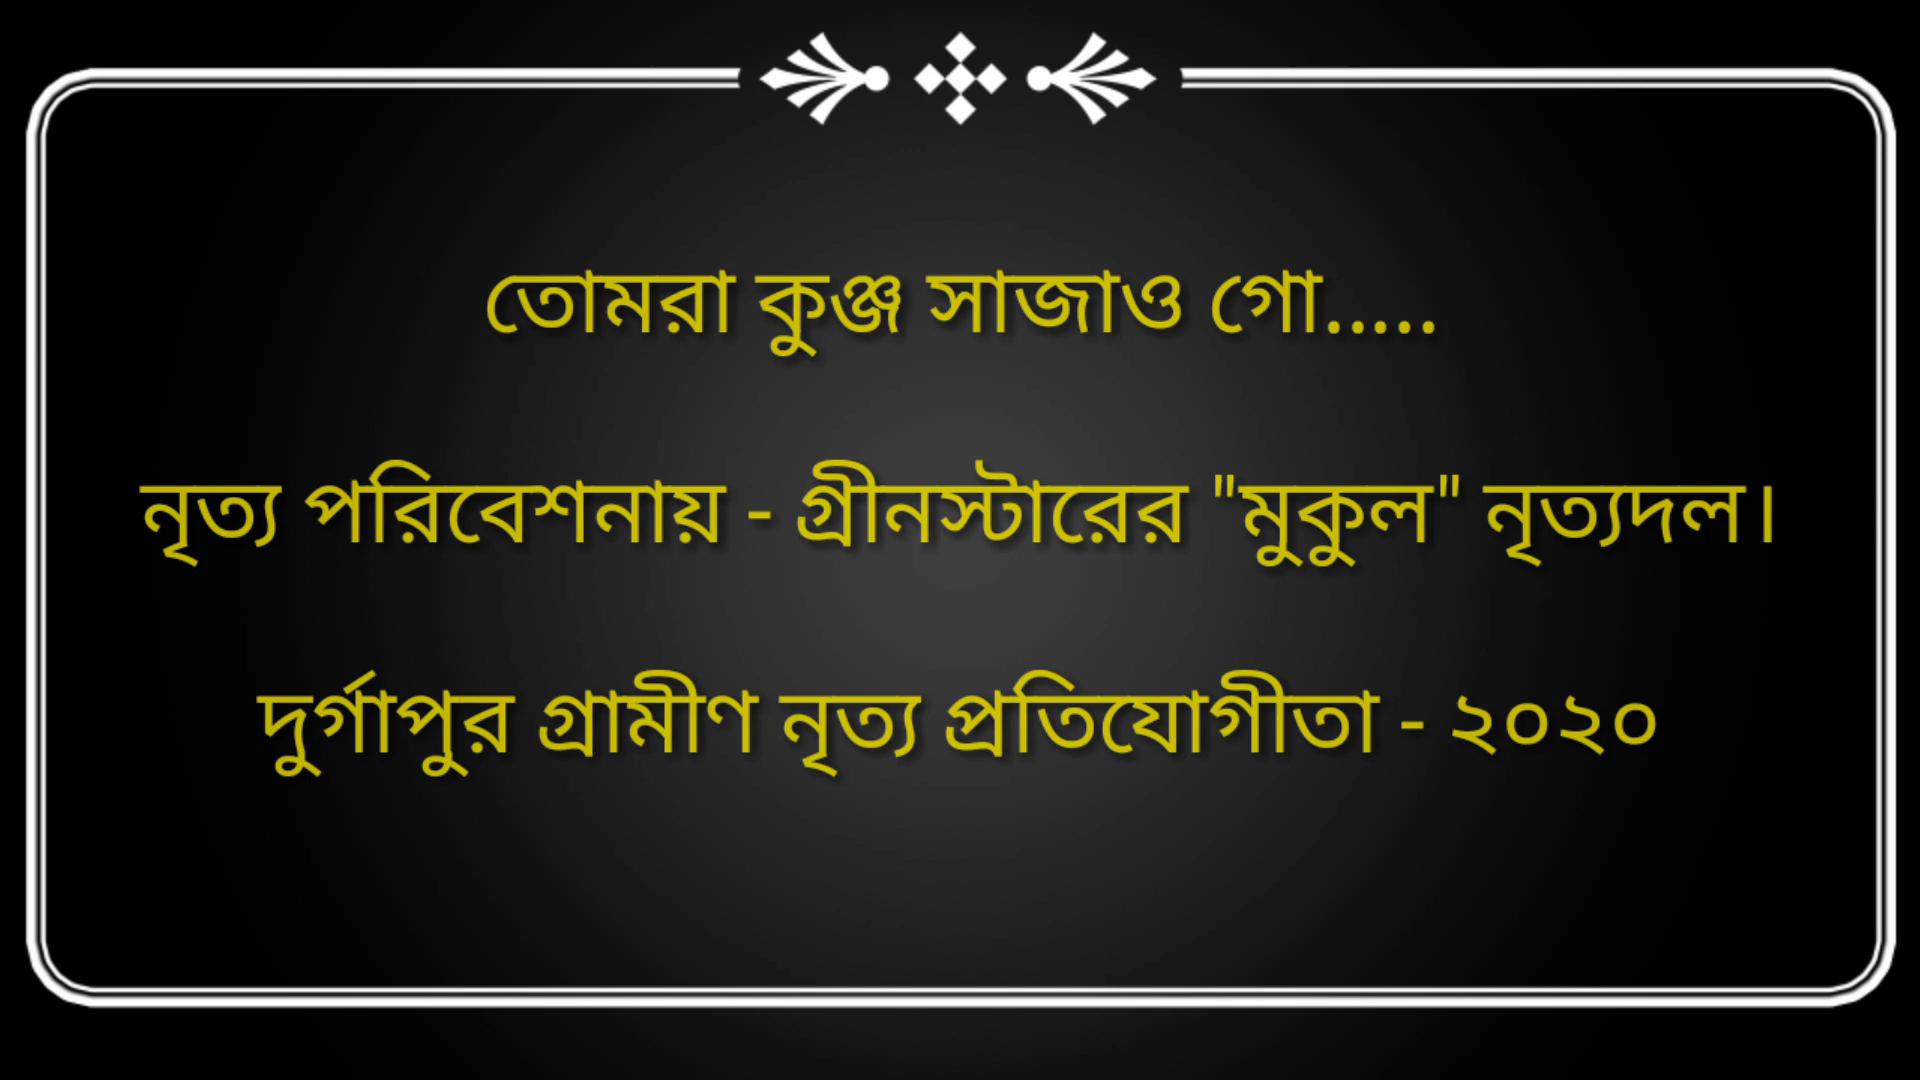 তোমরা কুঞ্জ সাজাও গো.....
নৃত্য পরিবেশনায় - গ্রীনস্টারের "মুকুল" নৃত্যদল।
দুর্গাপুর গ্রামীণ নৃত্য প্রতিযোগীতা - ২০২০